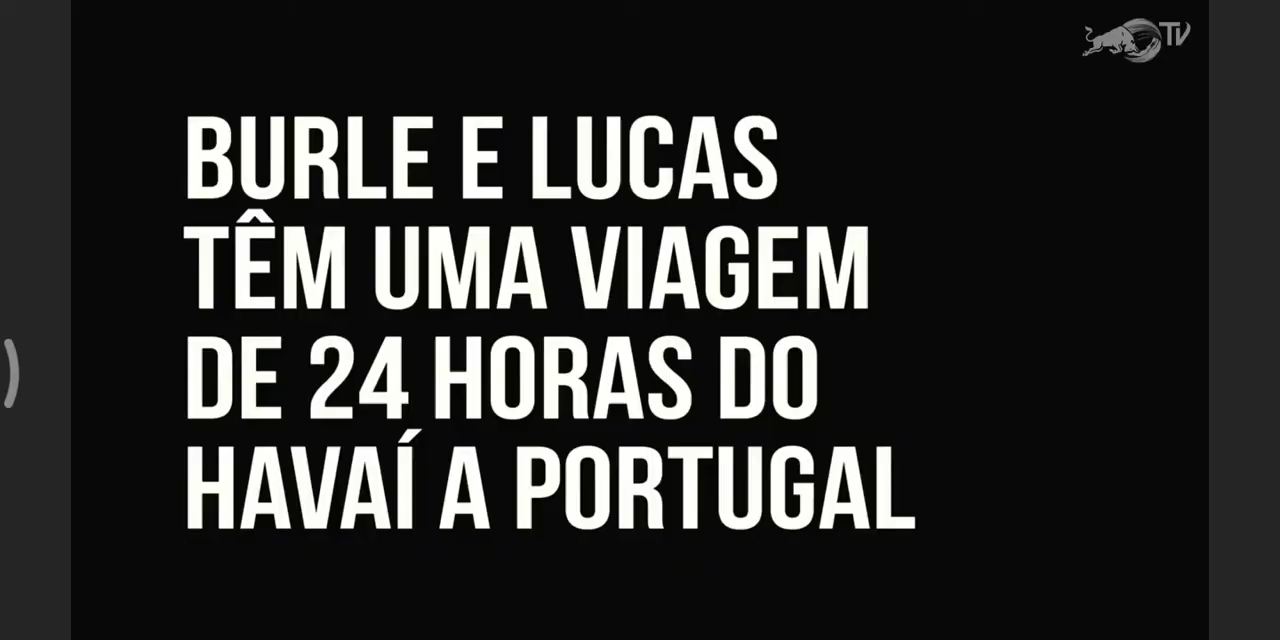 TV
BURLE E LUCAS
TÊM UMA VIAGEM
DE 24 HORAS DO
HAVAÍ A PORTUGAL